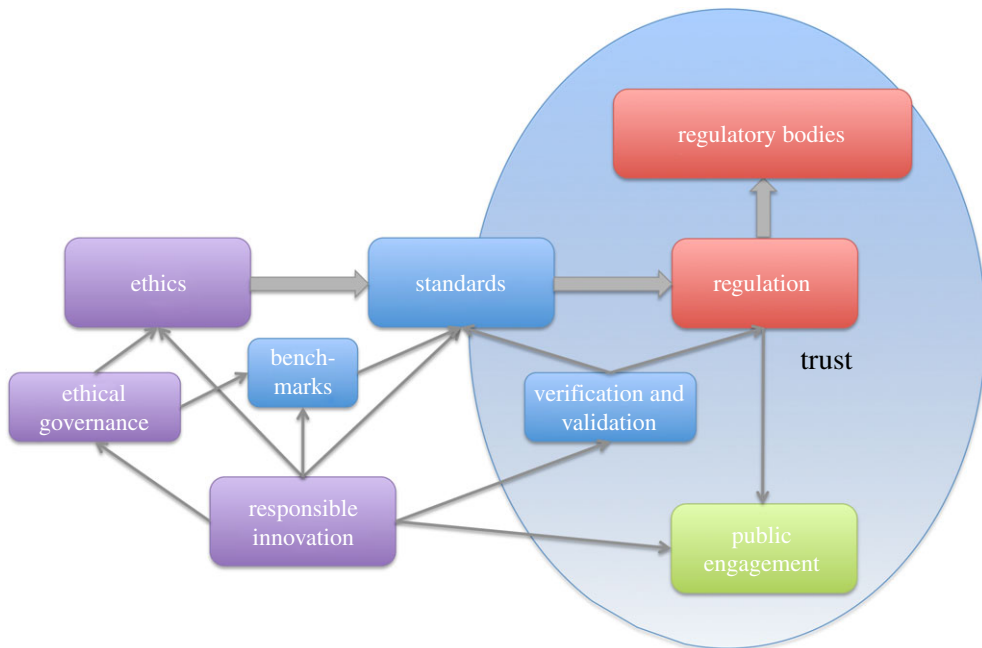 regulatory bodies
ethics
standards
regulation
trust
bench-
marks
ethical
governance
verification and
validation
responsible
innovation
public
engagement